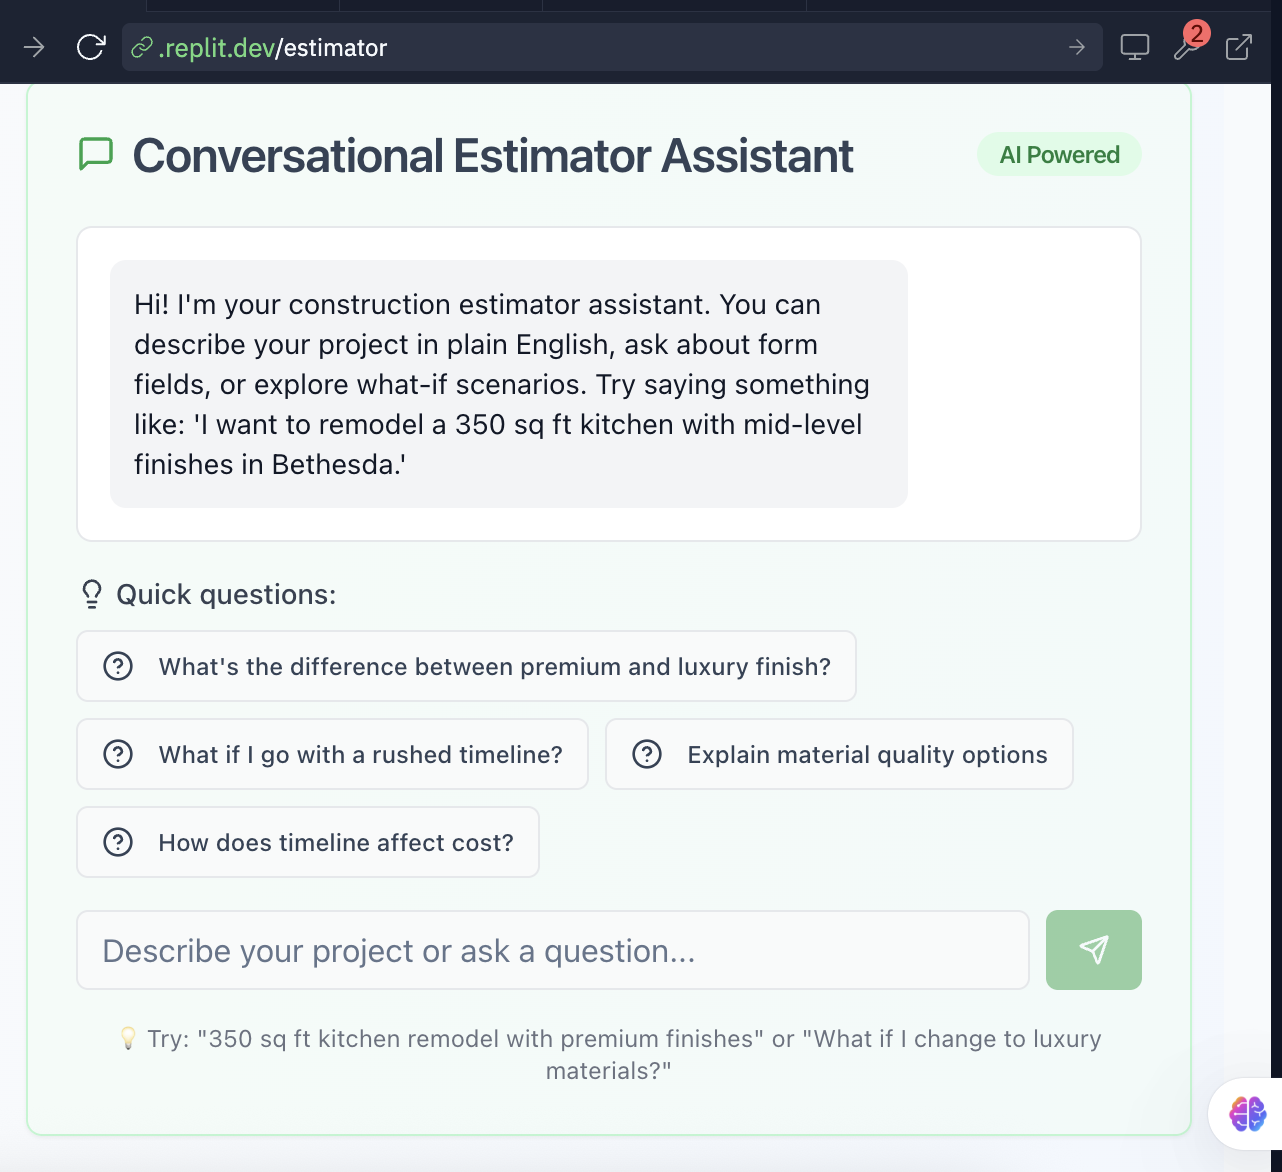 .replit.dev/estimator
2
Conversational Estimator Assistant
AI Powered
Hi! I'm your construction estimator assistant. You can
describe your project in plain English, ask about form
fields, or explore what-if scenarios. Try saying something
like: 'I want to remodel a 350 sq ft kitchen with mid-level
finishes in Bethesda.'
Quick questions:
What's the difference between premium and luxury finish?
What if I go with a rushed timeline?
Explain material quality options
How does timeline affect cost?
Describe your project or ask a question...
💡 Try: "350 sq ft kitchen remodel with premium finishes" or "What if I change to luxury
materials?"